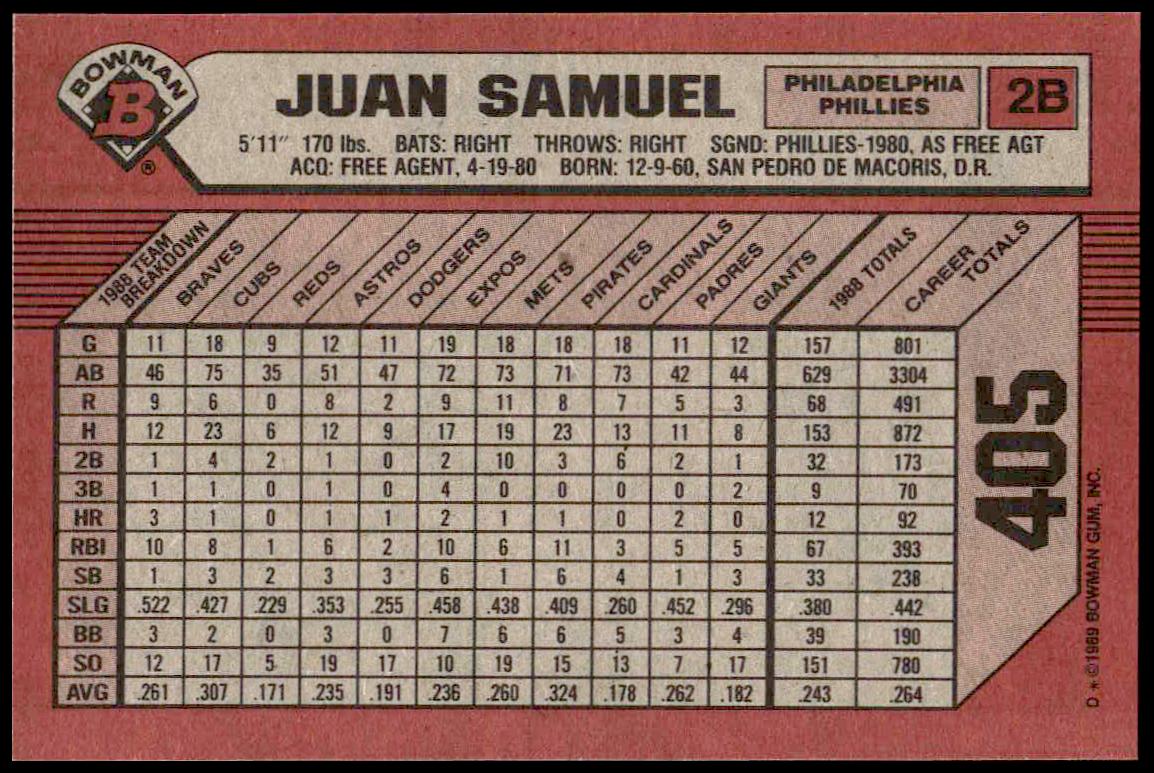 BOWMAN
B
®
JUAN SAMUEL
PHILADELPHIA
PHILLIES
2B
5'11" 170 lbs. BATS: RIGHT THROWS: RIGHT SGND: PHILLIES-1980, AS FREE AGT
ACQ: FREE AGENT, 4-19-80 BORN: 12-9-60, SAN PEDRO DE MACORIS, D.R.
1988 TEAM BREAKDOWN BRAVES CUBS REDS ASTROS DODGERS EXPOS METS PIRATES CARDINALS PADRES GIANTS 1988 TOTALS CAREER TOTALS
G 11 18 9 12 11 19 18 18 18 11 12 157 801
AB 46 75 35 51 47 72 73 71 73 42 44 629 3304
R 9 6 0 8 2 9 11 8 7 5 3 68 491
H 12 23 6 12 9 17 19 23 13 11 8 153 872
2B 1 4 2 1 0 2 10 3 6 2 1 32 173
3B 1 1 0 1 0 4 0 0 0 0 2 9 70
HR 3 1 0 1 1 2 1 1 0 2 0 12 92
RBI 10 8 1 6 2 10 6 11 3 5 5 67 393
SB 1 3 2 3 3 6 1 6 4 1 3 33 238
SLG .522 .427 .229 .353 .255 .458 .438 .409 .260 .452 .296 .380 .442
BB 3 2 0 3 0 7 6 6 5 3 4 39 190
SO 12 17 5 19 17 10 19 15 13 7 17 151 780
AVG .261 .307 .171 .235 .191 .236 .260 .324 .178 .262 .182 .243 .264
405
D * ©1989 BOWMAN GUM, INC.